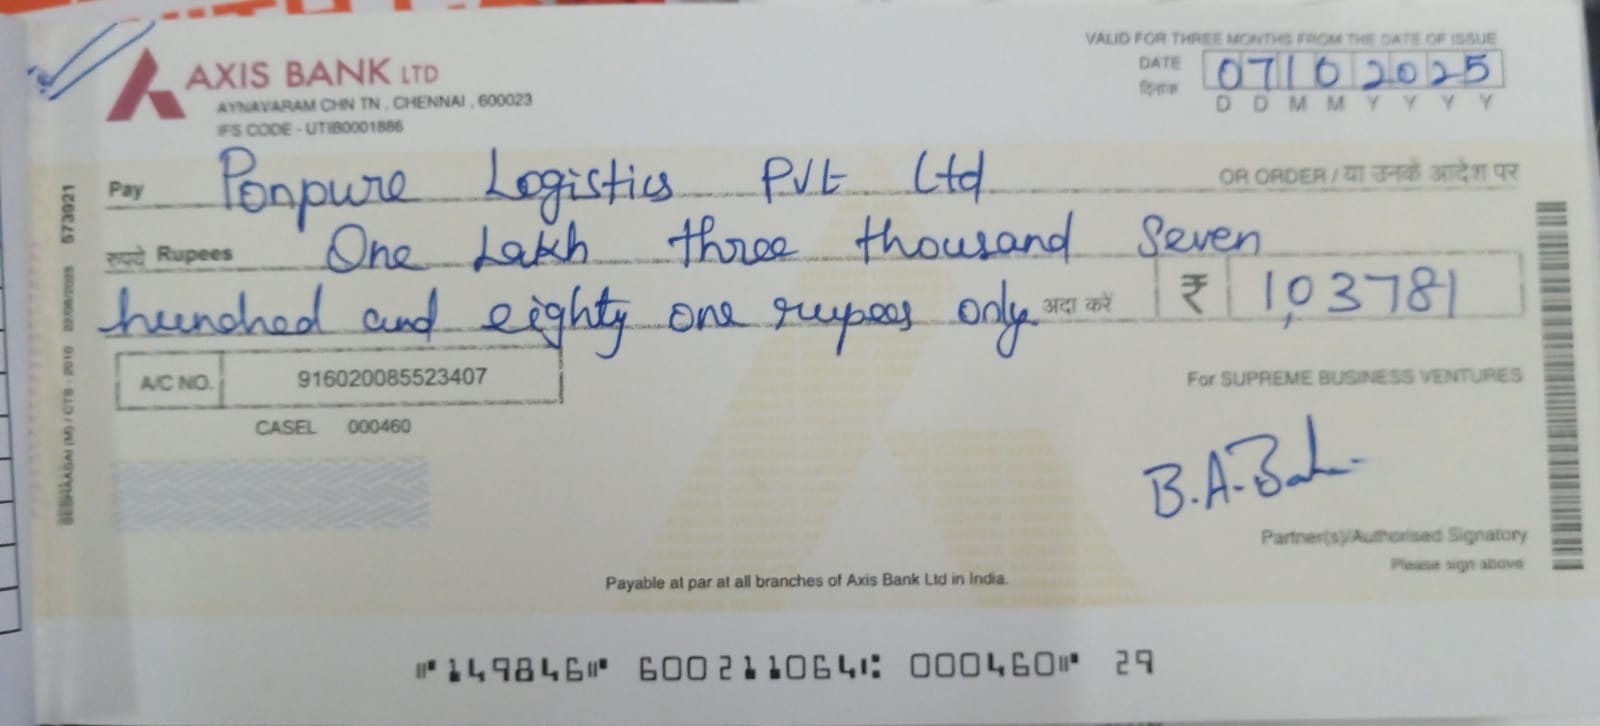 AXIS BANK LTD
AYNAVARAM CHN TN , CHENNAI , 600023
IFS CODE - UTIB0001886
VALID FOR THREE MONTHS FROM THE DATE OF ISSUE
DATE 07102025
दिनांक D D M M Y Y Y Y
Pay Ponpure Logistics Pvt Ltd OR ORDER / या उनके आदेश पर
रुपये Rupees One Lakh three thousand Seven
hundred and eighty one rupees only अदा करें ₹ 1,03781
A/C NO. 916020085523407
For SUPREME BUSINESS VENTURES
CASEL 000460
B.A.
Partner(s)/Authorised Signatory
Please sign above
Payable at par at all branches of Axis Bank Ltd in India.
⑈149846⑈ 600211064⑆ 000460⑈ 29
573921
SESHAASAI (M) / CTS - 2010